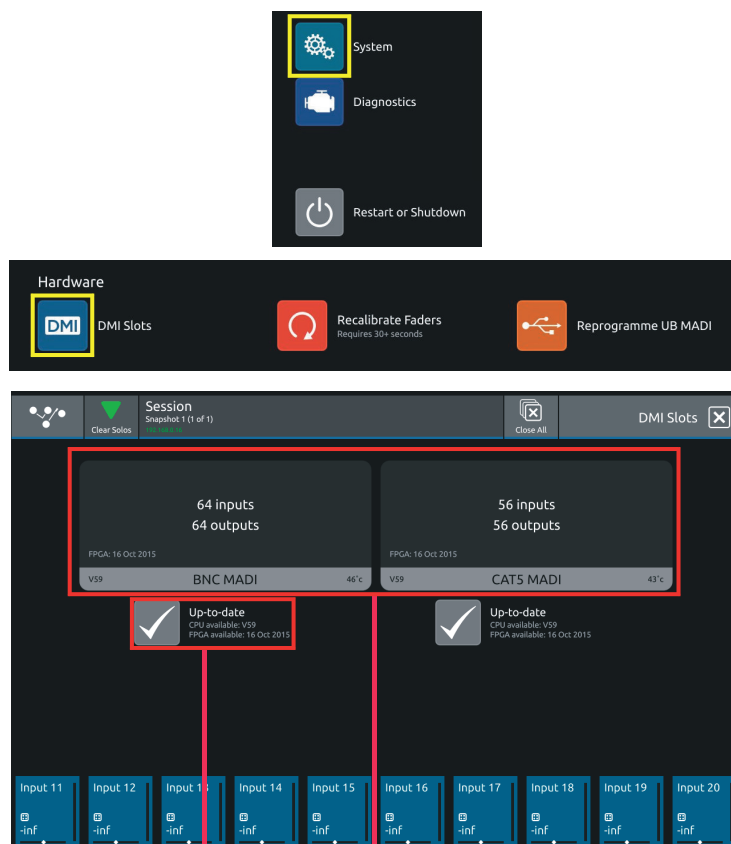 System
Diagnostics
Restart or Shutdown
Hardware
DMI
DMI Slots
Recalibrate Faders
Requires 30+ seconds
Reprogramme UB MADI
Clear Solos
Session
Snapshot 1 (1 of 1)
Close All
DMI Slots
64 inputs
64 outputs
FPGA: 16 Oct 2015
V59 BNC MADI 46°c
56 inputs
56 outputs
FPGA: 16 Oct 2015
V59 CAT5 MADI 43°c
Up-to-date
CPU available: V59
FPGA available: 16 Oct 2015
Up-to-date
CPU available: V59
FPGA available: 16 Oct 2015
Input 11 Input 12 Input 14 Input 15 Input 16 Input 17 Input 18 Input 19 Input 20
-inf -inf -inf -inf -inf -inf -inf -inf -inf -inf